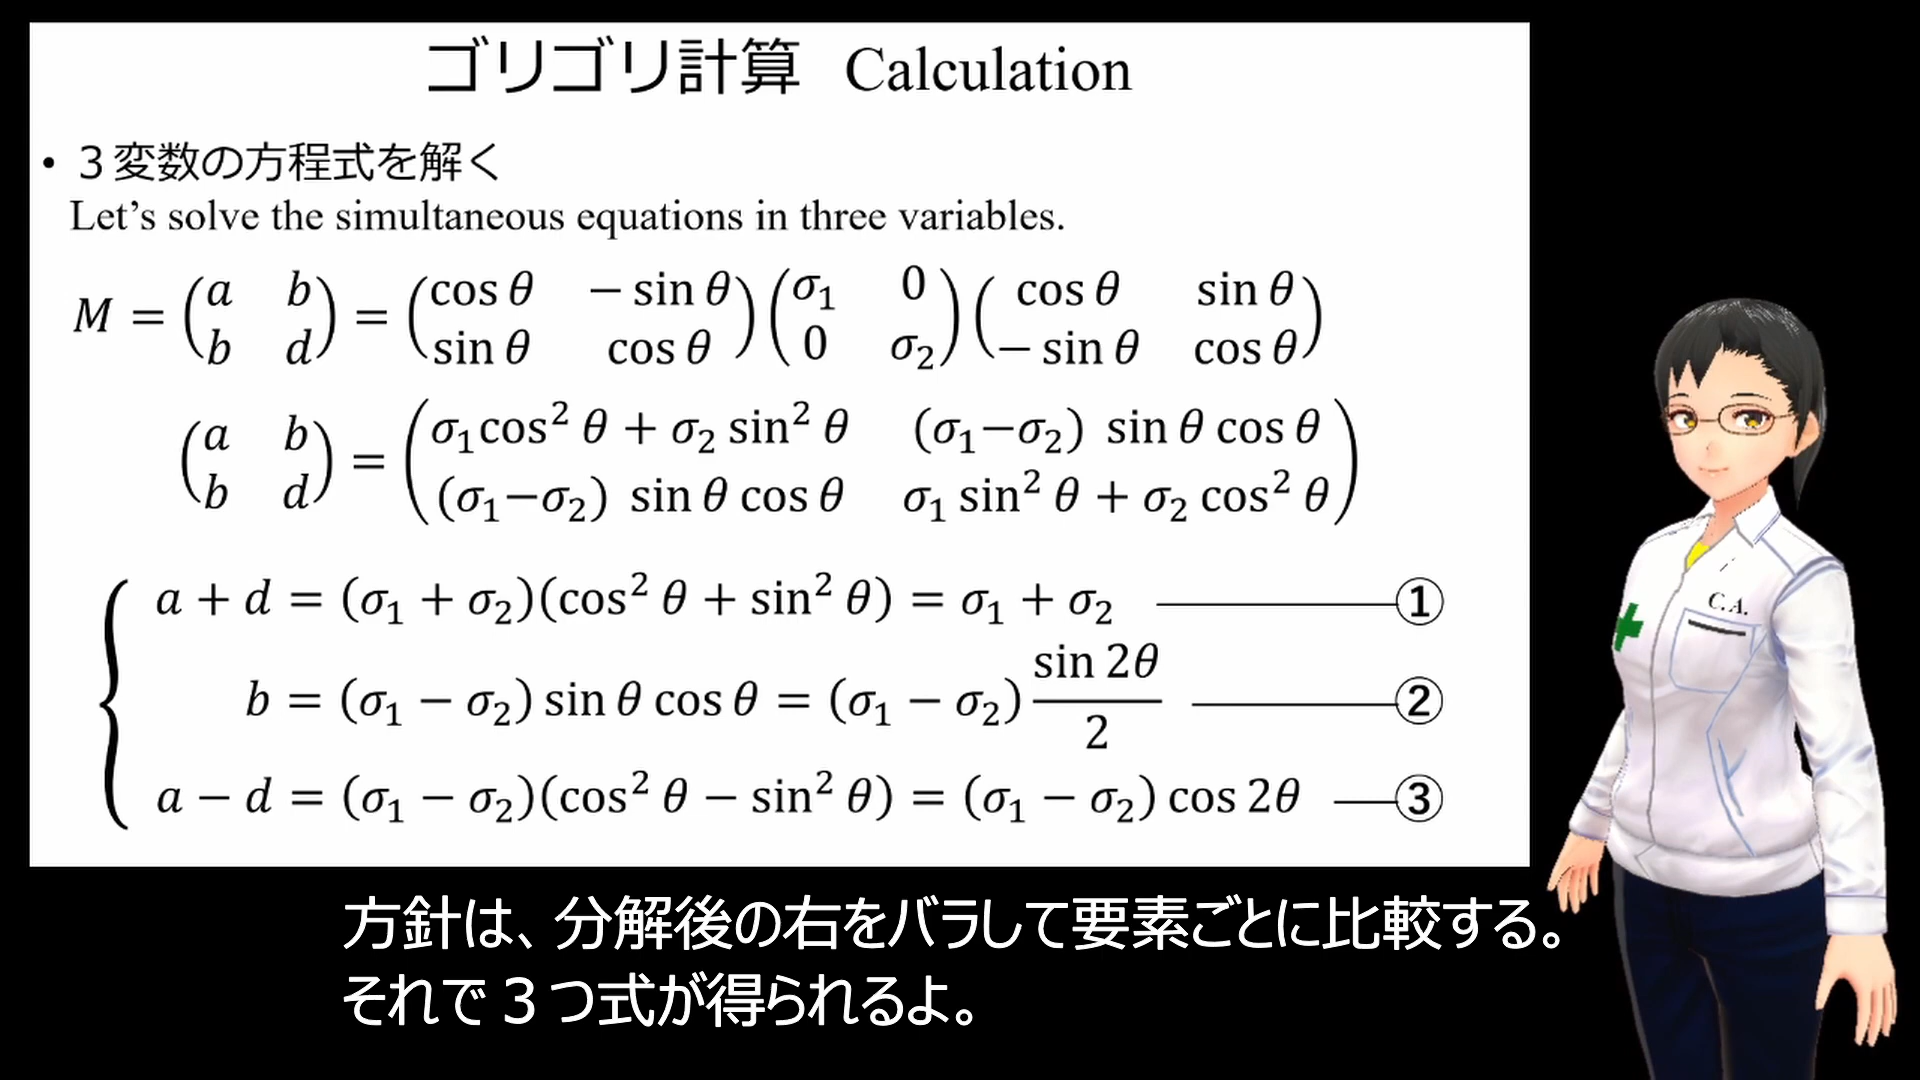 ゴリゴリ計算 Calculation
• ３変数の方程式を解く
Let's solve the simultaneous equations in three variables.
M = (a b; b d) = (cos θ − sin θ; sin θ cos θ)(σ₁ 0; 0 σ₂)(cos θ sin θ; − sin θ cos θ)
(a b; b d) = (σ₁cos² θ + σ₂ sin² θ (σ₁−σ₂) sin θ cos θ; (σ₁−σ₂) sin θ cos θ σ₁ sin² θ + σ₂ cos² θ)
a + d = (σ₁ + σ₂)(cos² θ + sin² θ) = σ₁ + σ₂ ①
b = (σ₁ − σ₂) sin θ cos θ = (σ₁ − σ₂) sin 2θ / 2 ②
a − d = (σ₁ − σ₂)(cos² θ − sin² θ) = (σ₁ − σ₂) cos 2θ ③
C.A.
方針は、分解後の右をバラして要素ごとに比較する。
それで３つ式が得られるよ。